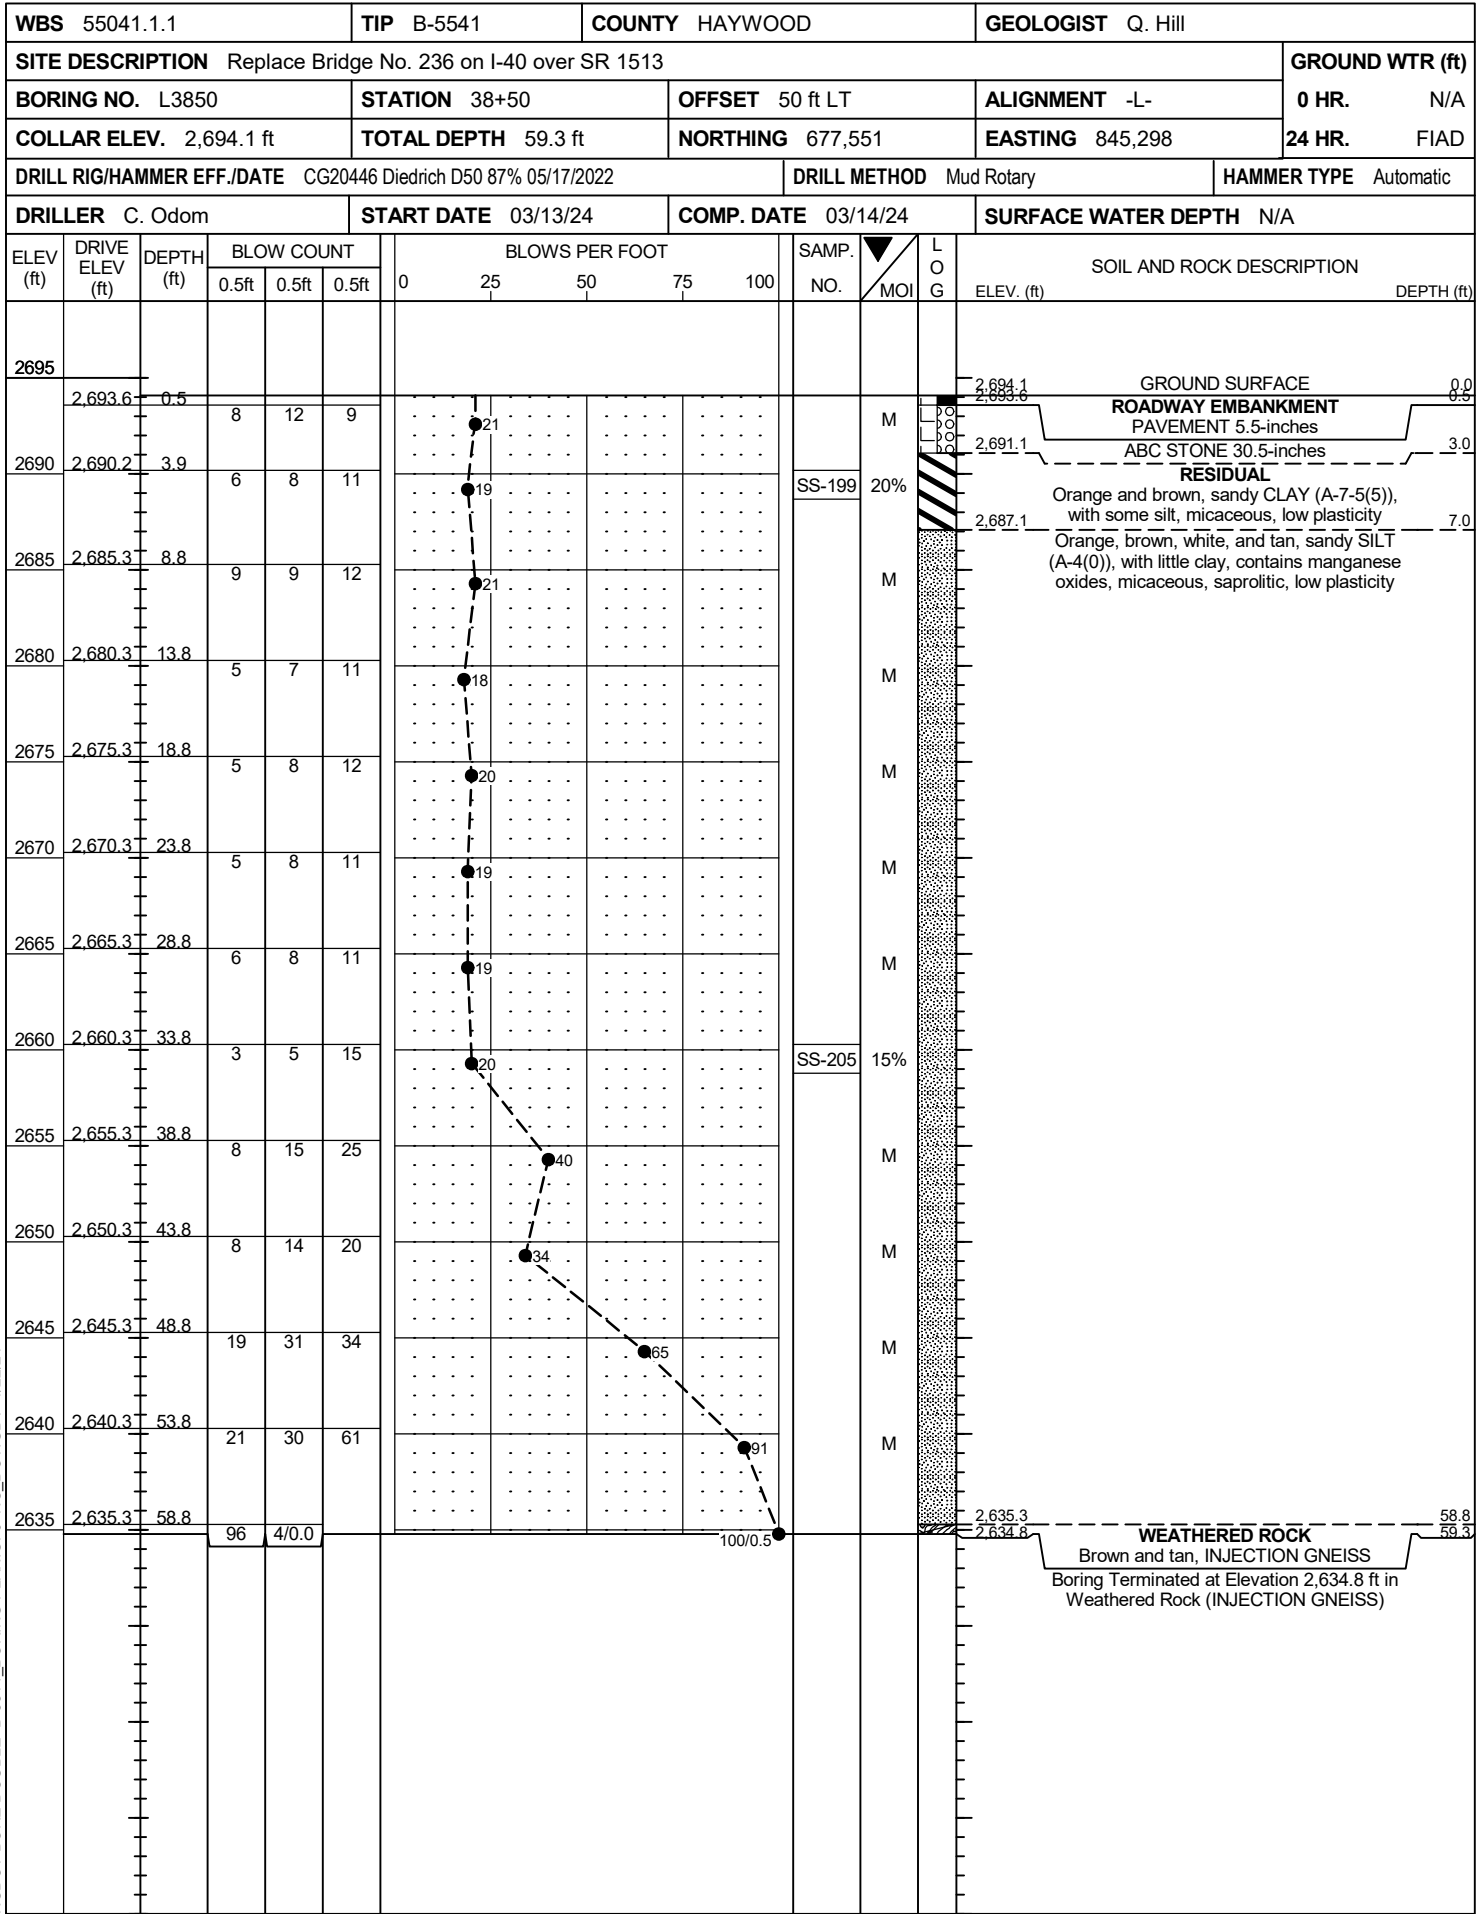 WBS 55041.1.1 TIP B-5541 COUNTY HAYWOOD GEOLOGIST Q. Hill
SITE DESCRIPTION Replace Bridge No. 236 on I-40 over SR 1513 GROUND WTR (ft)
BORING NO. L3850 STATION 38+50 OFFSET 50 ft LT ALIGNMENT -L- 0 HR. N/A
COLLAR ELEV. 2,694.1 ft TOTAL DEPTH 59.3 ft NORTHING 677,551 EASTING 845,298 24 HR. FIAD
DRILL RIG/HAMMER EFF./DATE CG20446 Diedrich D50 87% 05/17/2022 DRILL METHOD Mud Rotary HAMMER TYPE Automatic
DRILLER C. Odom START DATE 03/13/24 COMP. DATE 03/14/24 SURFACE WATER DEPTH N/A
ELEV (ft) DRIVE ELEV (ft) DEPTH (ft) BLOW COUNT 0.5ft 0.5ft 0.5ft BLOWS PER FOOT 0 25 50 75 100 SAMP. NO. MOI LOG SOIL AND ROCK DESCRIPTION ELEV. (ft) DEPTH (ft)
2695
2,694.1 GROUND SURFACE 0.0
2,693.6 0.5 2,693.6 0.5
8 12 9 21 M ROADWAY EMBANKMENT
PAVEMENT 5.5-inches
2,691.1 ABC STONE 30.5-inches 3.0
2690 2,690.2 3.9 RESIDUAL
6 8 11 19 SS-199 20% Orange and brown, sandy CLAY (A-7-5(5)),
with some silt, micaceous, low plasticity
2,687.1 7.0
Orange, brown, white, and tan, sandy SILT
2685 2,685.3 8.8 (A-4(0)), with little clay, contains manganese
9 9 12 21 M oxides, micaceous, saprolitic, low plasticity
2680 2,680.3 13.8
5 7 11 18 M
2675 2,675.3 18.8
5 8 12 20 M
2670 2,670.3 23.8
5 8 11 19 M
2665 2,665.3 28.8
6 8 11 19 M
2660 2,660.3 33.8
3 5 15 20 SS-205 15%
2655 2,655.3 38.8
8 15 25 40 M
2650 2,650.3 43.8
8 14 20 34 M
2645 2,645.3 48.8
19 31 34 65 M
2640 2,640.3 53.8
21 30 61 91 M
2635 2,635.3 58.8 2,635.3 58.8
96 4/0.0 100/0.5 2,634.8 WEATHERED ROCK 59.3
Brown and tan, INJECTION GNEISS
Boring Terminated at Elevation 2,634.8 ft in
Weathered Rock (INJECTION GNEISS)